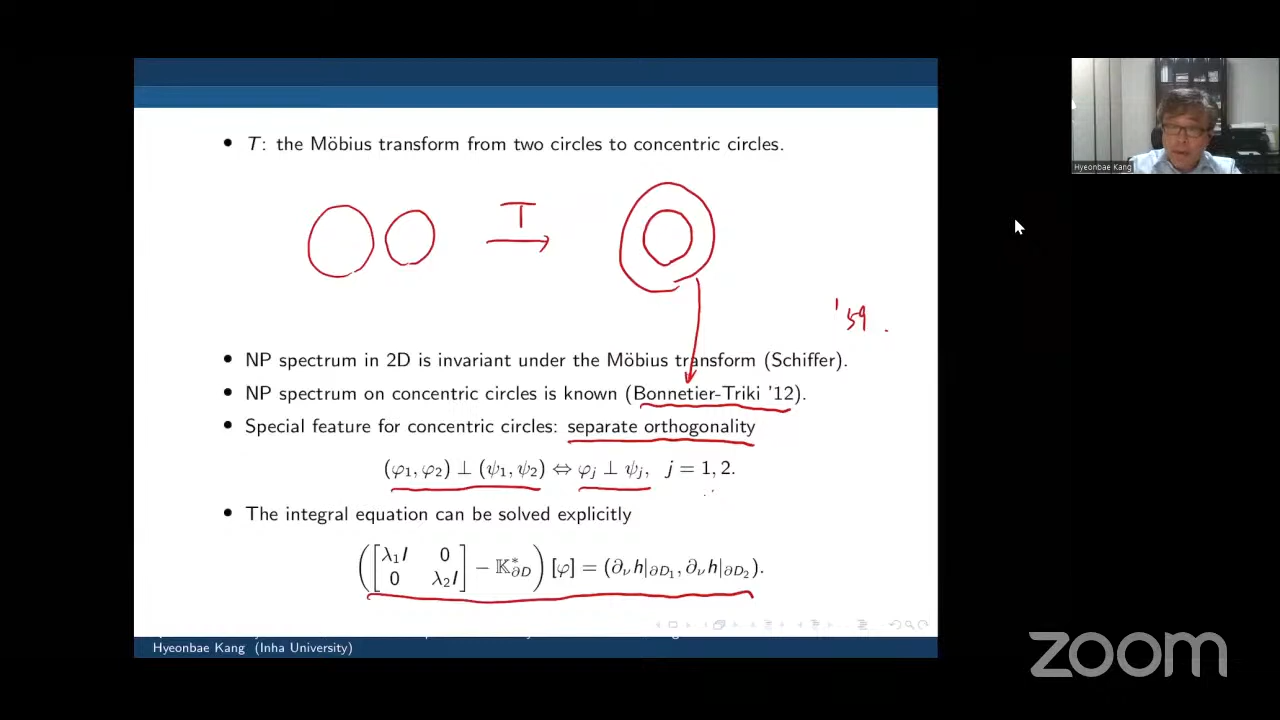 • T: the Möbius transform from two circles to concentric circles.
T
'59.
• NP spectrum in 2D is invariant under the Möbius transform (Schiffer).
• NP spectrum on concentric circles is known (Bonnetier-Triki '12).
• Special feature for concentric circles: separate orthogonality
(φ₁, φ₂) ⊥ (ψ₁, ψ₂) ⇔ φⱼ ⊥ ψⱼ, j = 1, 2.
• The integral equation can be solved explicitly
([λ₁I 0; 0 λ₂I] − 𝕂*_{∂D})[φ] = (∂_ν h|_{∂D₁}, ∂_ν h|_{∂D₂}).
Hyeonbae Kang (Inha University)
Hyeonbae Kang
zoom